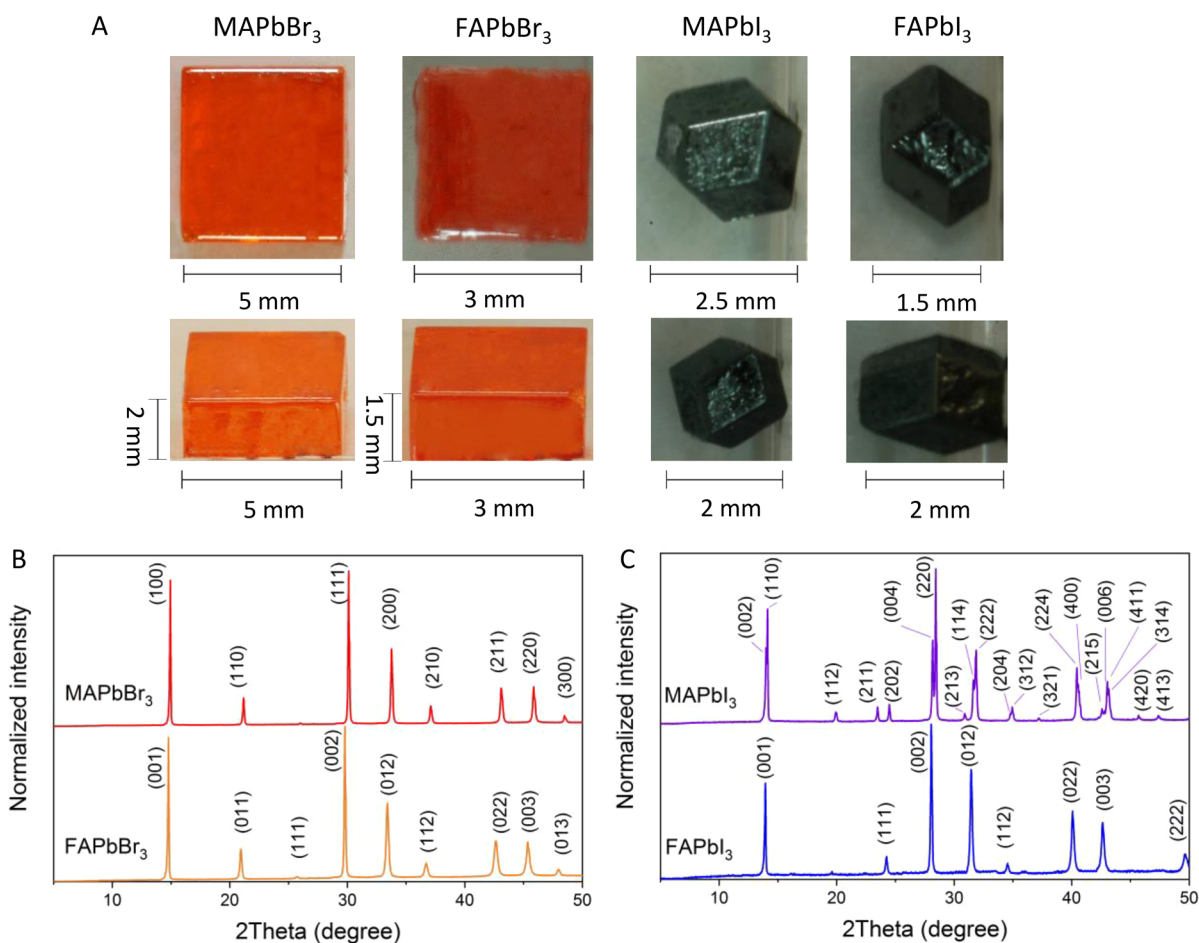 A
MAPbBr₃ FAPbBr₃ MAPbI₃ FAPbI₃
5 mm 3 mm 2.5 mm 1.5 mm
2 mm
1.5 mm
5 mm 3 mm 2 mm 2 mm
B
Normalized intensity
(100) (110) (111) (200) (210) (211) (220) (300)
MAPbBr₃
(001) (011) (111) (002) (012) (112) (022) (003) (013)
FAPbBr₃
10 20 30 40 50
2Theta (degree)
C
Normalized intensity
(002) (110) (112) (211) (202) (004) (220) (213) (114) (222) (204) (312) (321) (224) (400) (215) (006) (411) (314) (420) (413)
MAPbI₃
(001) (111) (002) (012) (112) (022) (003) (222)
FAPbI₃
10 20 30 40 50
2Theta (degree)